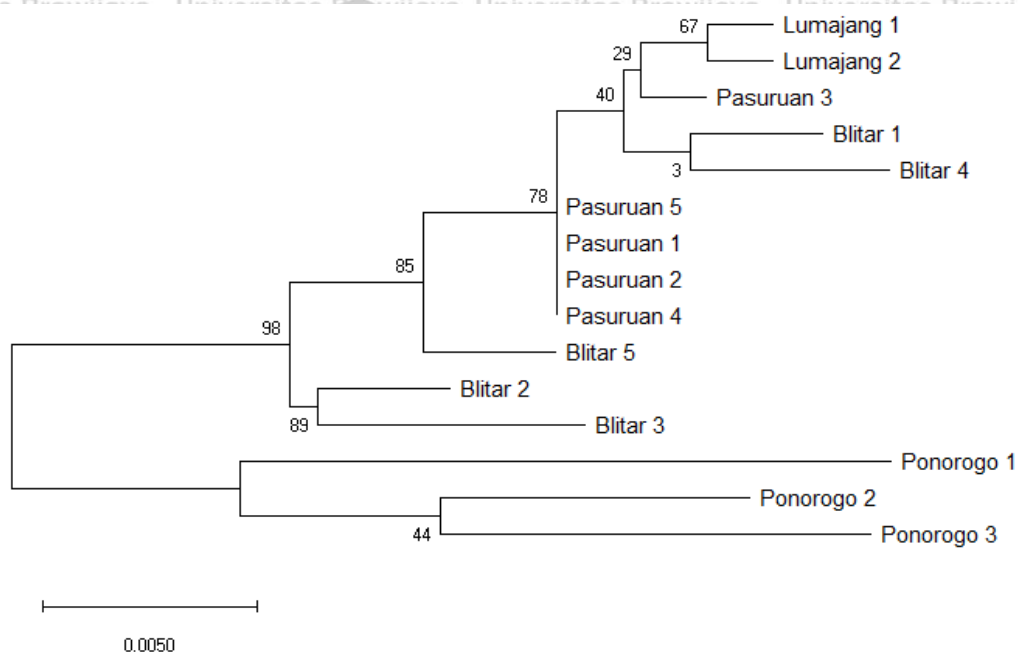 67
Lumajang 1
29
Lumajang 2
40
Pasuruan 3
Blitar 1
3
Blitar 4
78
Pasuruan 5
Pasuruan 1
85
Pasuruan 2
98
Pasuruan 4
Blitar 5
Blitar 2
89
Blitar 3
Ponorogo 1
Ponorogo 2
44
Ponorogo 3
0.0050